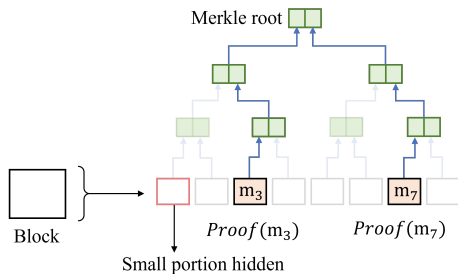 Merkle root
m₃
m₇
Block
𝑃𝑟𝑜𝑜𝑓(m₃)
𝑃𝑟𝑜𝑜𝑓(m₇)
Small portion hidden